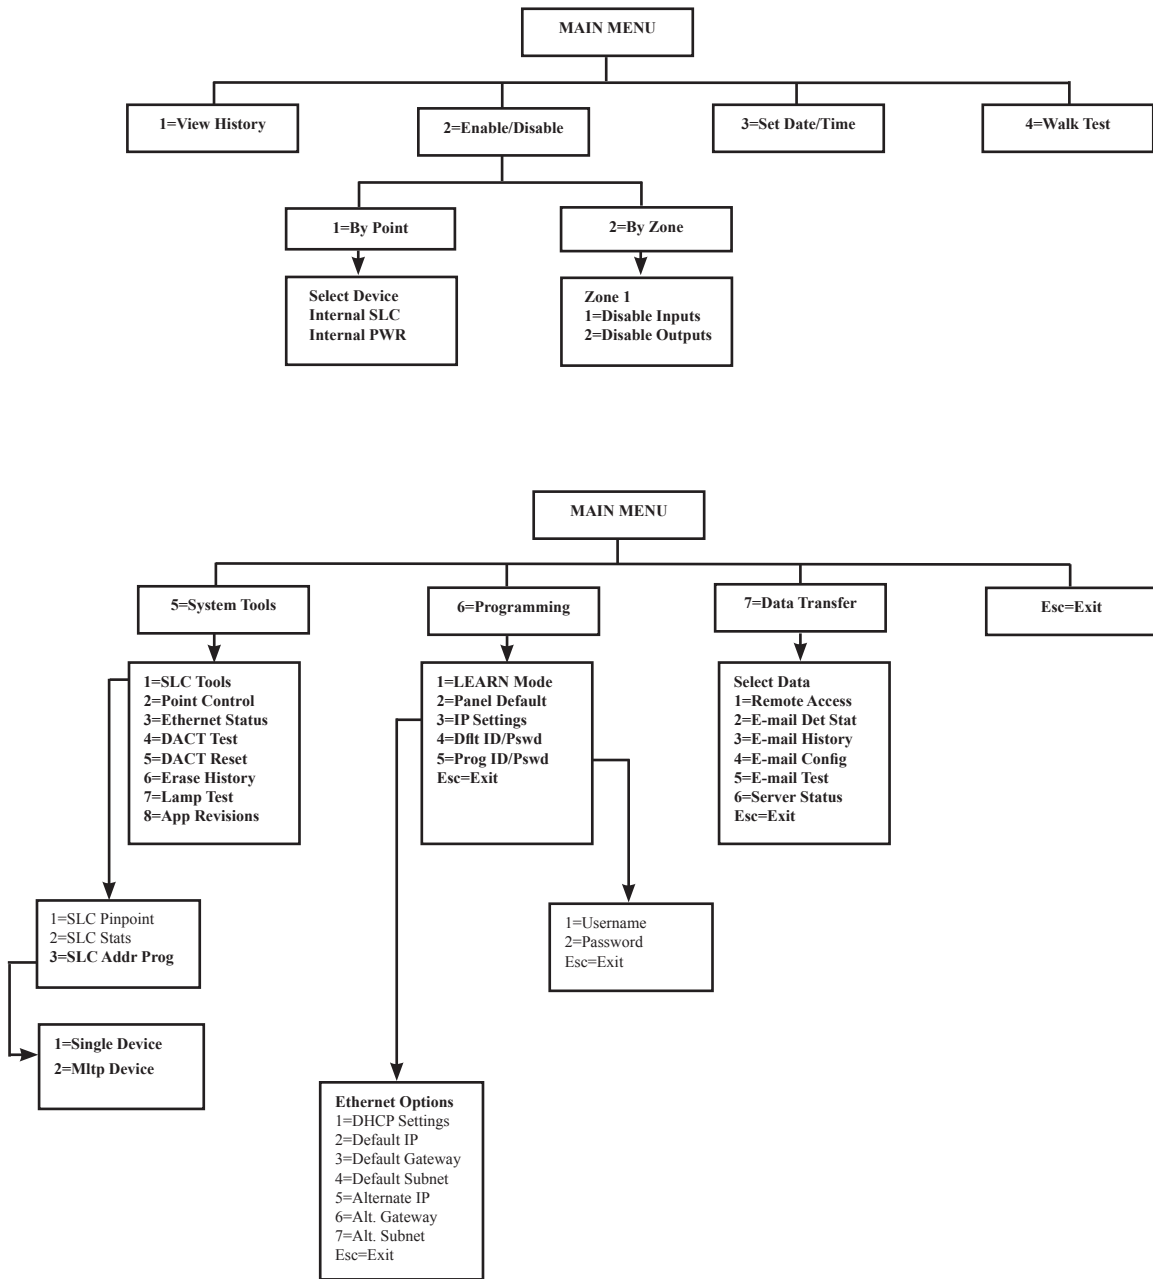 MAIN MENU
1=View History
2=Enable/Disable
3=Set Date/Time
4=Walk Test
1=By Point
2=By Zone
Select Device
Internal SLC
Internal PWR
Zone 1
1=Disable Inputs
2=Disable Outputs
MAIN MENU
5=System Tools
6=Programming
7=Data Transfer
Esc=Exit
1=SLC Tools
2=Point Control
3=Ethernet Status
4=DACT Test
5=DACT Reset
6=Erase History
7=Lamp Test
8=App Revisions
1=LEARN Mode
2=Panel Default
3=IP Settings
4=Dflt ID/Pswd
5=Prog ID/Pswd
Esc=Exit
Select Data
1=Remote Access
2=E-mail Det Stat
3=E-mail History
4=E-mail Config
5=E-mail Test
6=Server Status
Esc=Exit
1=SLC Pinpoint
2=SLC Stats
3=SLC Addr Prog
1=Username
2=Password
Esc=Exit
1=Single Device
2=Mltp Device
Ethernet Options
1=DHCP Settings
2=Default IP
3=Default Gateway
4=Default Subnet
5=Alternate IP
6=Alt. Gateway
7=Alt. Subnet
Esc=Exit